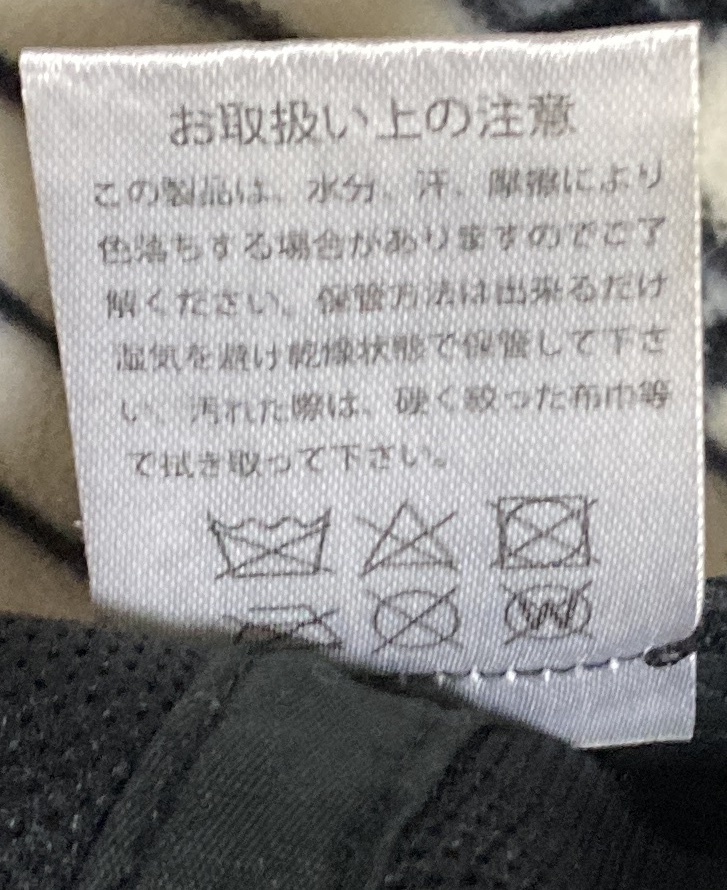 お取扱い上の注意
この製品は、水分、汗、摩擦により
色落ちする場合がありますのでご了
解ください。保管方法は出来るだけ
湿気を避け乾燥状態で保管して下さ
い、汚れた際は、硬く絞った布巾等
で拭き取って下さい。
W